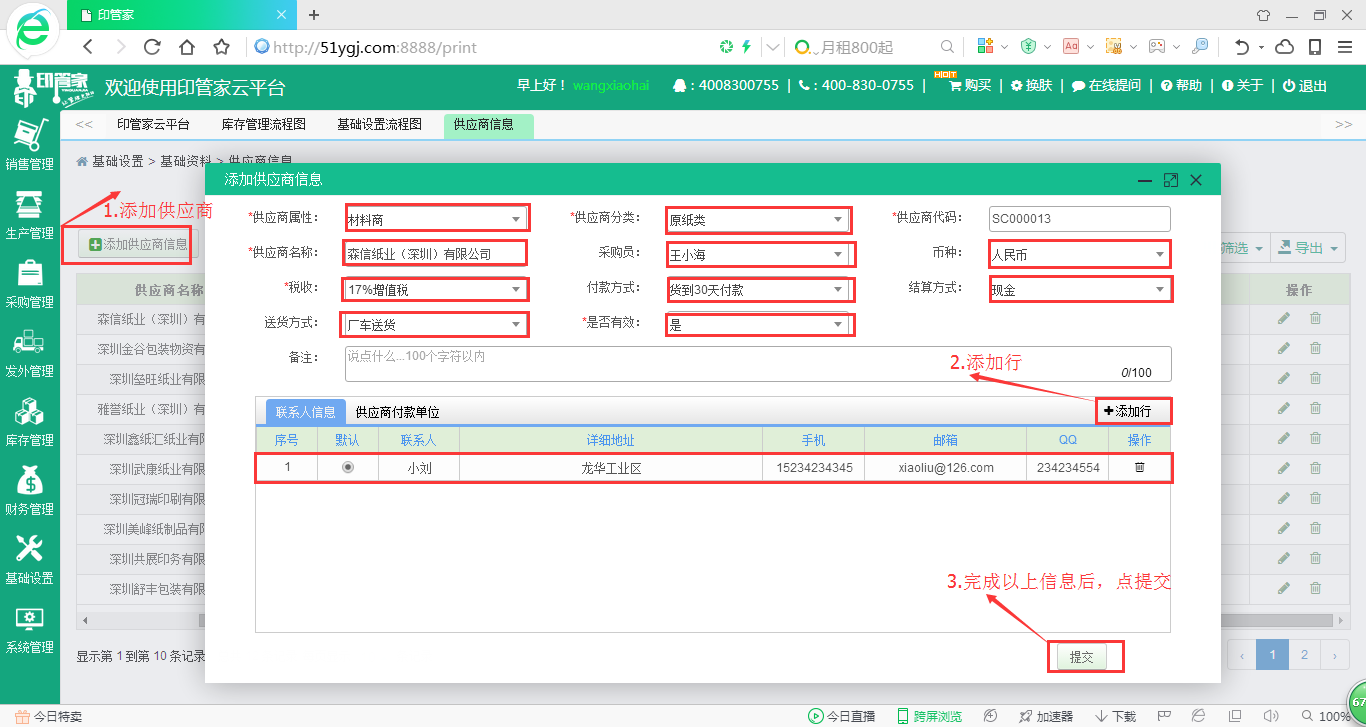 印管家
http://51ygj.com:8888/print
月租800起
印管家
欢迎使用印管家云平台
早上好！ wangxiaohai : 4008300755 | : 400-830-0755 | HOT 购买 | 换肤 | 在线提问 | 帮助 | 关于 | 退出
<< 印管家云平台 库存管理流程图 基础设置流程图 供应商信息 >>
销售管理
生产管理
采购管理
发外管理
库存管理
财务管理
基础设置
系统管理
基础设置 > 基础资料 > 供应商信息
1.添加供应商
添加供应商信息
筛选 导出
供应商名称 操作
森信纸业（深圳）有
深圳金谷包装物资有
深圳垒旺纸业有限
雅誉纸业（深圳）有
深圳鑫纸汇纸业有
深圳武康纸业有限
深圳冠瑞印刷有限
深圳美峰纸制品有
深圳共展印务有限
深圳舒丰包装有限
显示第 1 到第 10 条记录
‹ 1 2 ›
添加供应商信息
*供应商属性： 材料商 *供应商分类： 原纸类 *供应商代码： SC000013
*供应商名称： 森信纸业（深圳）有限公司 采购员： 王小海 币种： 人民币
*税收： 17%增值税 付款方式： 货到30天付款 结算方式： 现金
送货方式： 厂车送货 *是否有效： 是
备注： 说点什么...100个字符以内
0/100
2.添加行
联系人信息 供应商付款单位 添加行
序号 默认 联系人 详细地址 手机 邮箱 QQ 操作
1 小刘 龙华工业区 15234234345 xiaoliu@126.com 234234554
3.完成以上信息后，点提交
提交
今日特卖 今日直播 跨屏浏览 加速器 下载 100%
67